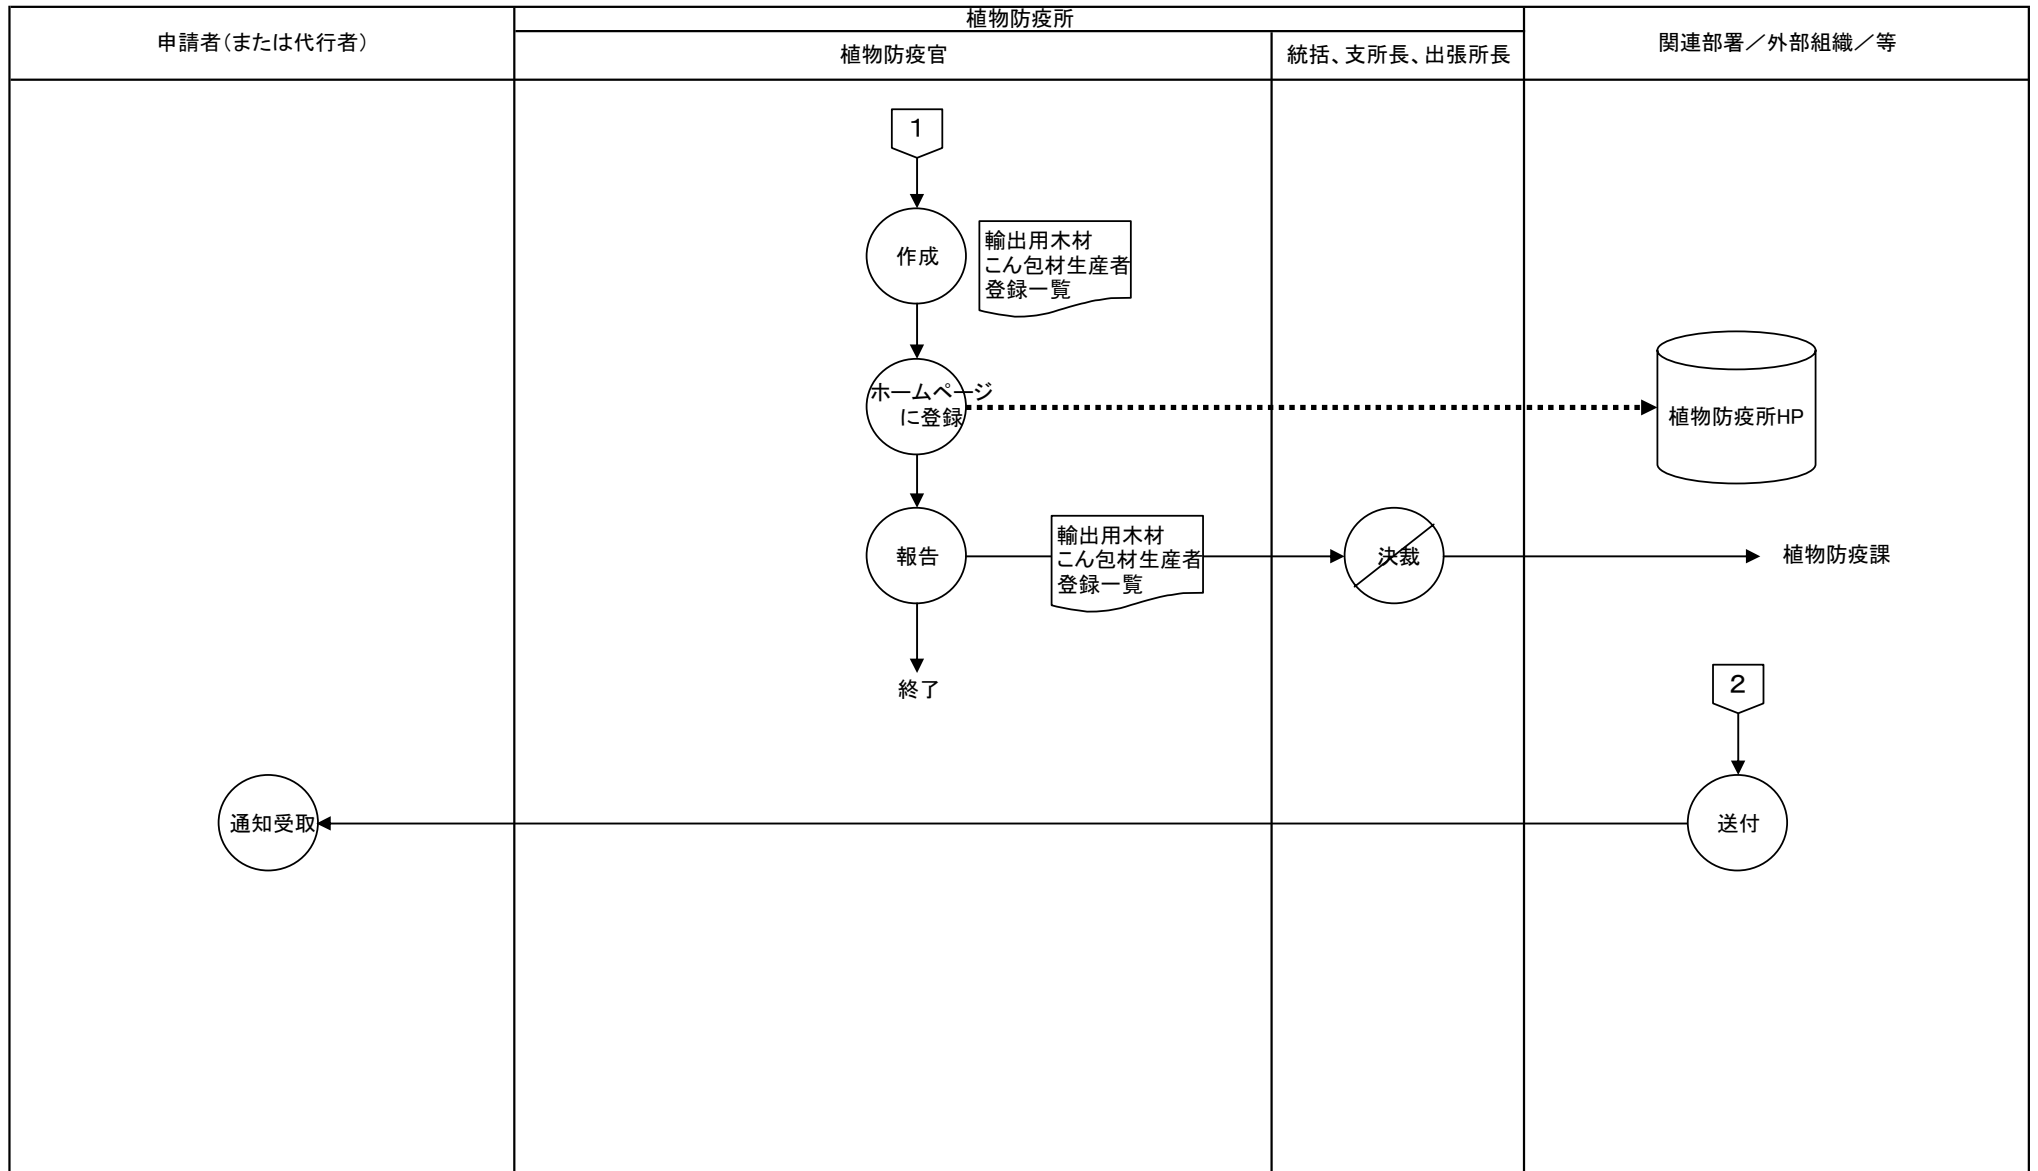 植物防疫所
申請者(または代行者)
植物防疫官
統括、支所長、出張所長
関連部署／外部組織／等
1
作成
輸出用木材
こん包材生産者
登録一覧
ホームページ
に登録
植物防疫所HP
報告
輸出用木材
こん包材生産者
登録一覧
決裁
植物防疫課
終了
2
通知受取
送付